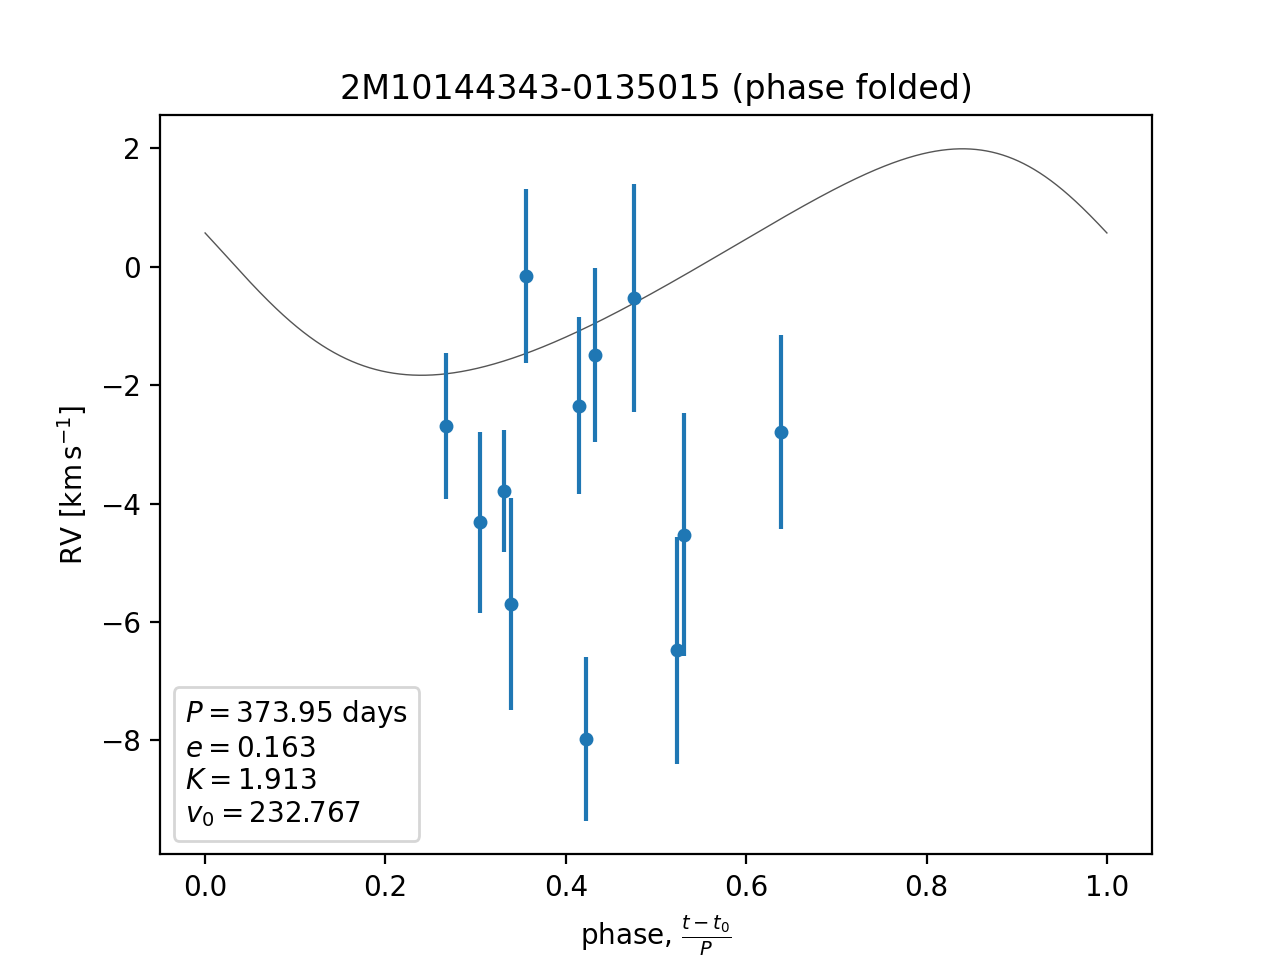 2M10144343-0135015 (phase folded)
2
0
−2
−4
−6
−8
RV [km s⁻¹]
P = 373.95 days
e = 0.163
K = 1.913
v₀ = 232.767
0.0 0.2 0.4 0.6 0.8 1.0
phase, (t − t₀)/P